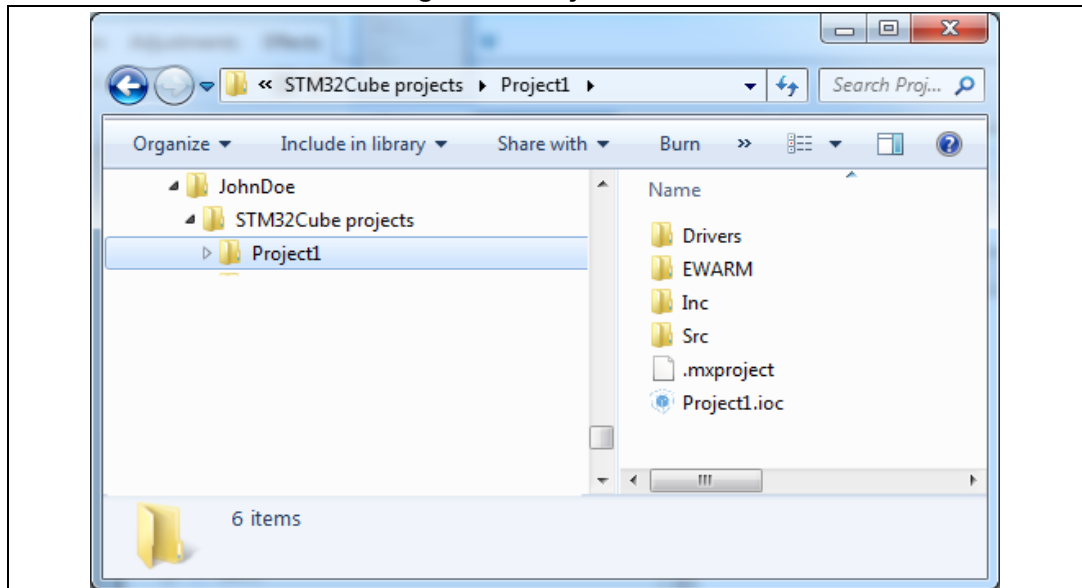 « STM32Cube projects Project1
Search Proj...
Organize Include in library Share with Burn »
JohnDoe
STM32Cube projects
Project1
Name
Drivers
EWARM
Inc
Src
.mxproject
Project1.ioc
6 items